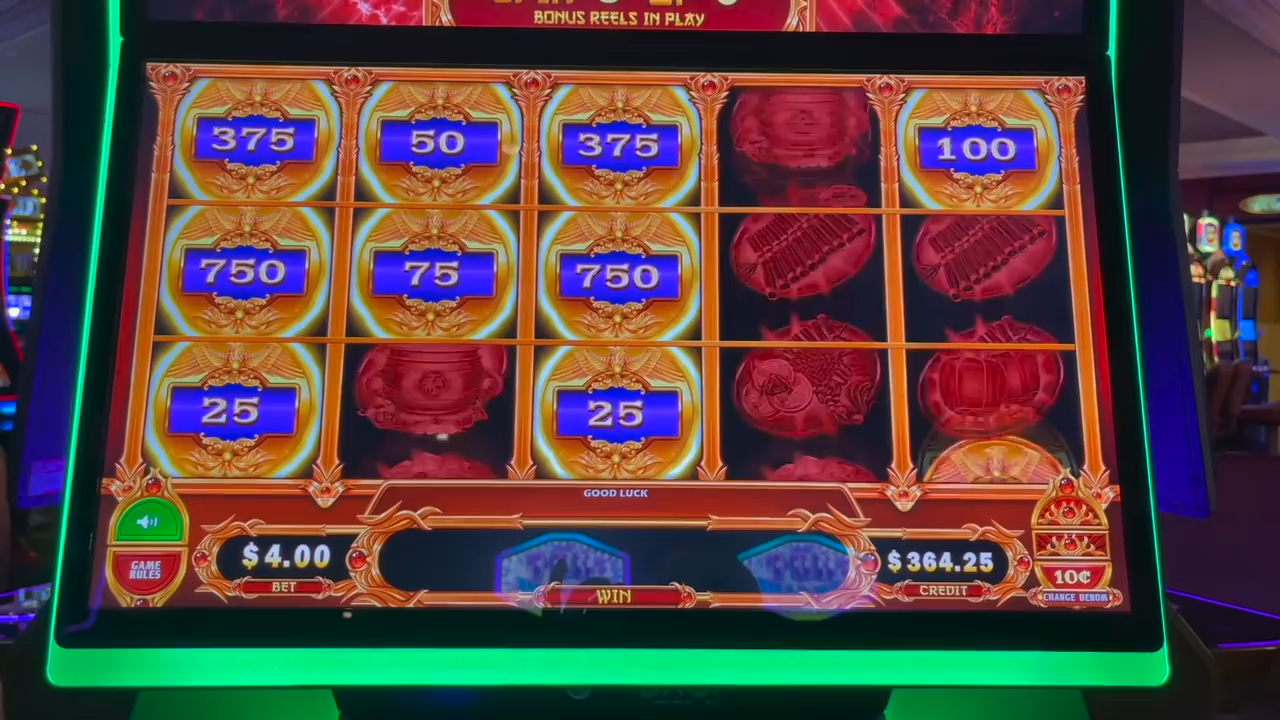 BONUS REELS IN PLAY
375 50 375 100
750 75 750
25 25
GOOD LUCK
GAME
RULES
$4.00
BET
WIN
$364.25
CREDIT
10¢
CHANGE DENOM